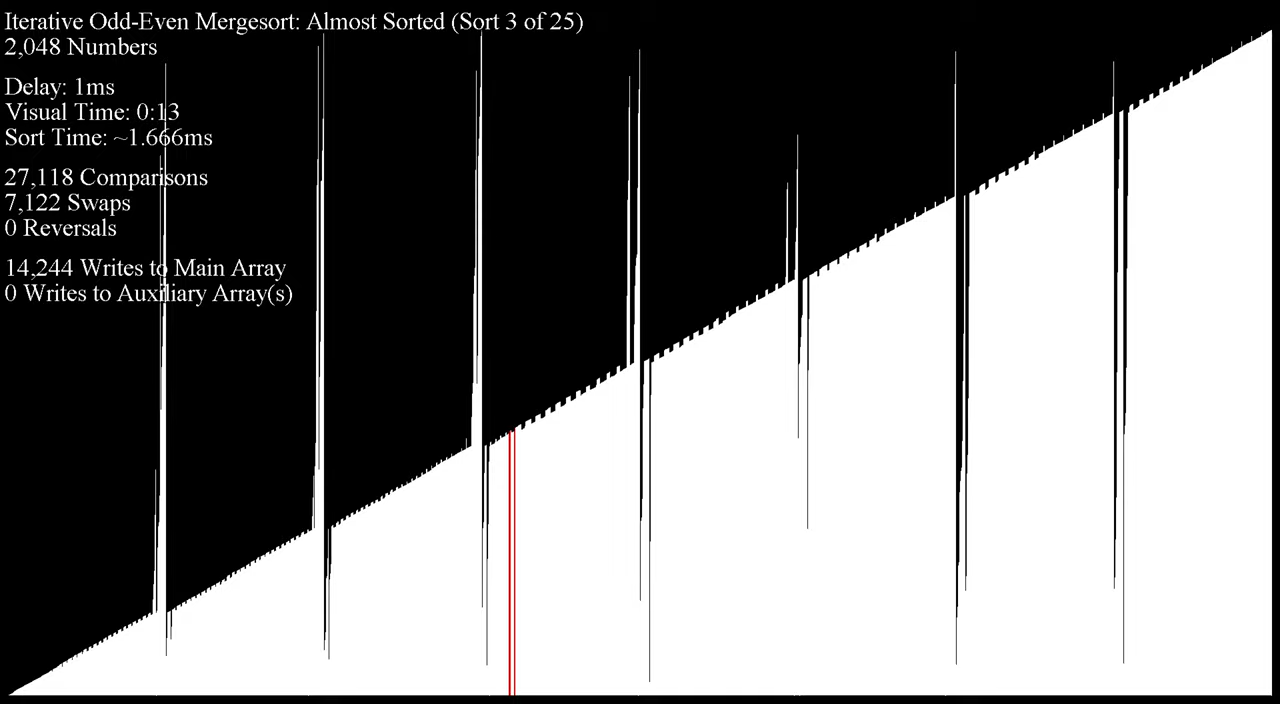 Iterative Odd-Even Mergesort: Almost Sorted (Sort 3 of 25)
2,048 Numbers
Delay: 1ms
Visual Time: 0:13
Sort Time: ~1.666ms
27,118 Comparisons
7,122 Swaps
0 Reversals
14,244 Writes to Main Array
0 Writes to Auxiliary Array(s)